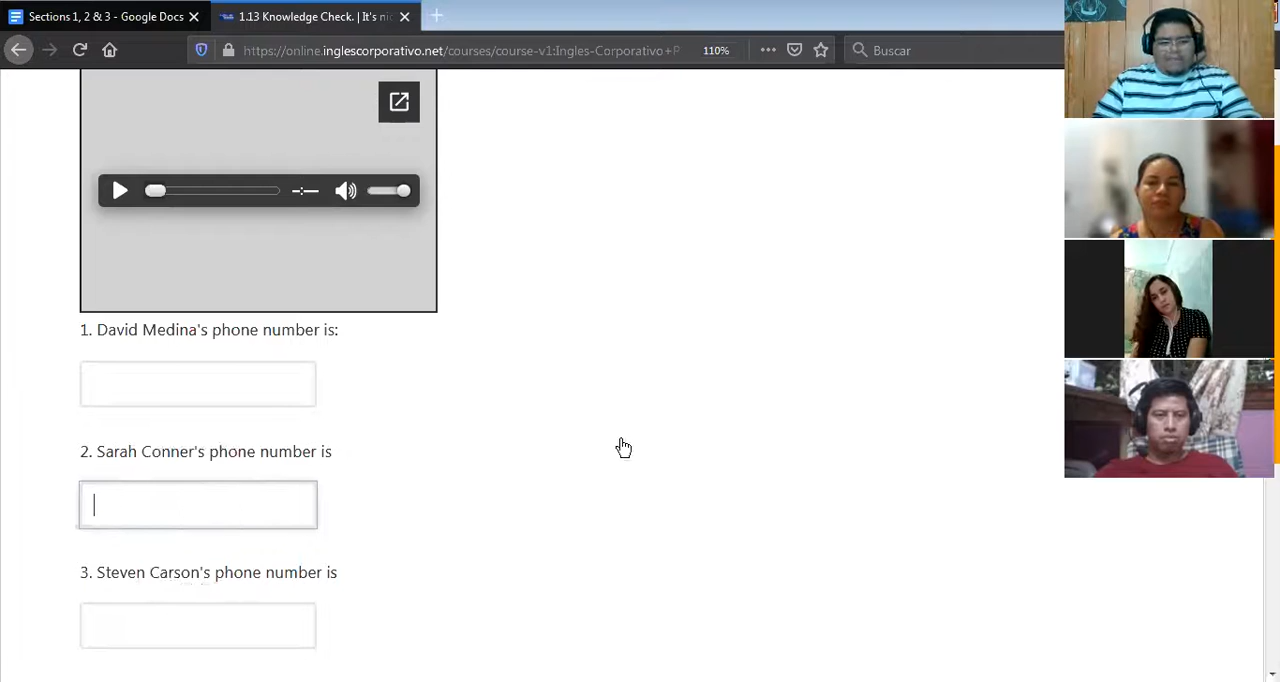 Sections 1, 2 & 3 - Google Docs
1.13 Knowledge Check. | It's ni
https://online.inglescorporativo.net/courses/course-v1:Ingles-Corporativo+P
110%
Buscar
-:--
1. David Medina's phone number is:
2. Sarah Conner's phone number is
3. Steven Carson's phone number is